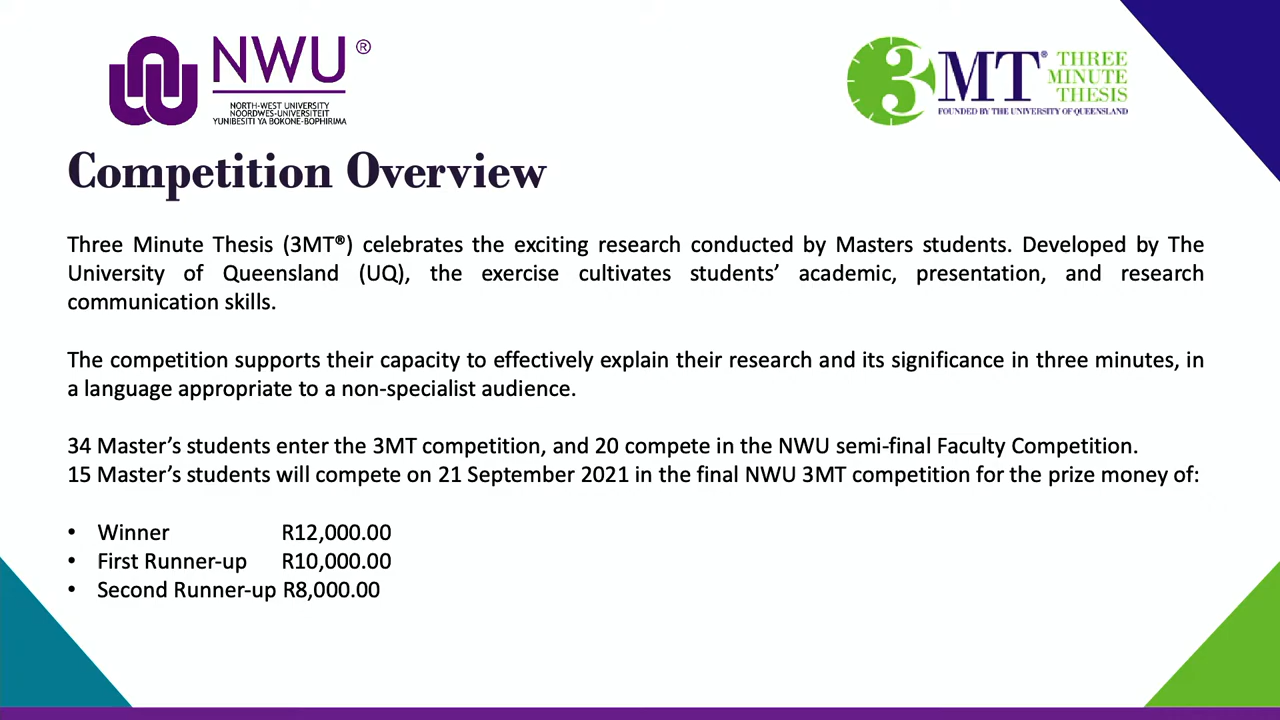 NWU®
NORTH-WEST UNIVERSITY
NOORDWES-UNIVERSITEIT
YUNIBESITI YA BOKONE-BOPHIRIMA
3MT® THREE
MINUTE
THESIS
FOUNDED BY THE UNIVERSITY OF QUEENSLAND
Competition Overview
Three Minute Thesis (3MT®) celebrates the exciting research conducted by Masters students. Developed by The
University of Queensland (UQ), the exercise cultivates students’ academic, presentation, and research
communication skills.
The competition supports their capacity to effectively explain their research and its significance in three minutes, in
a language appropriate to a non-specialist audience.
34 Master’s students enter the 3MT competition, and 20 compete in the NWU semi-final Faculty Competition.
15 Master’s students will compete on 21 September 2021 in the final NWU 3MT competition for the prize money of:
• Winner R12,000.00
• First Runner-up R10,000.00
• Second Runner-up R8,000.00